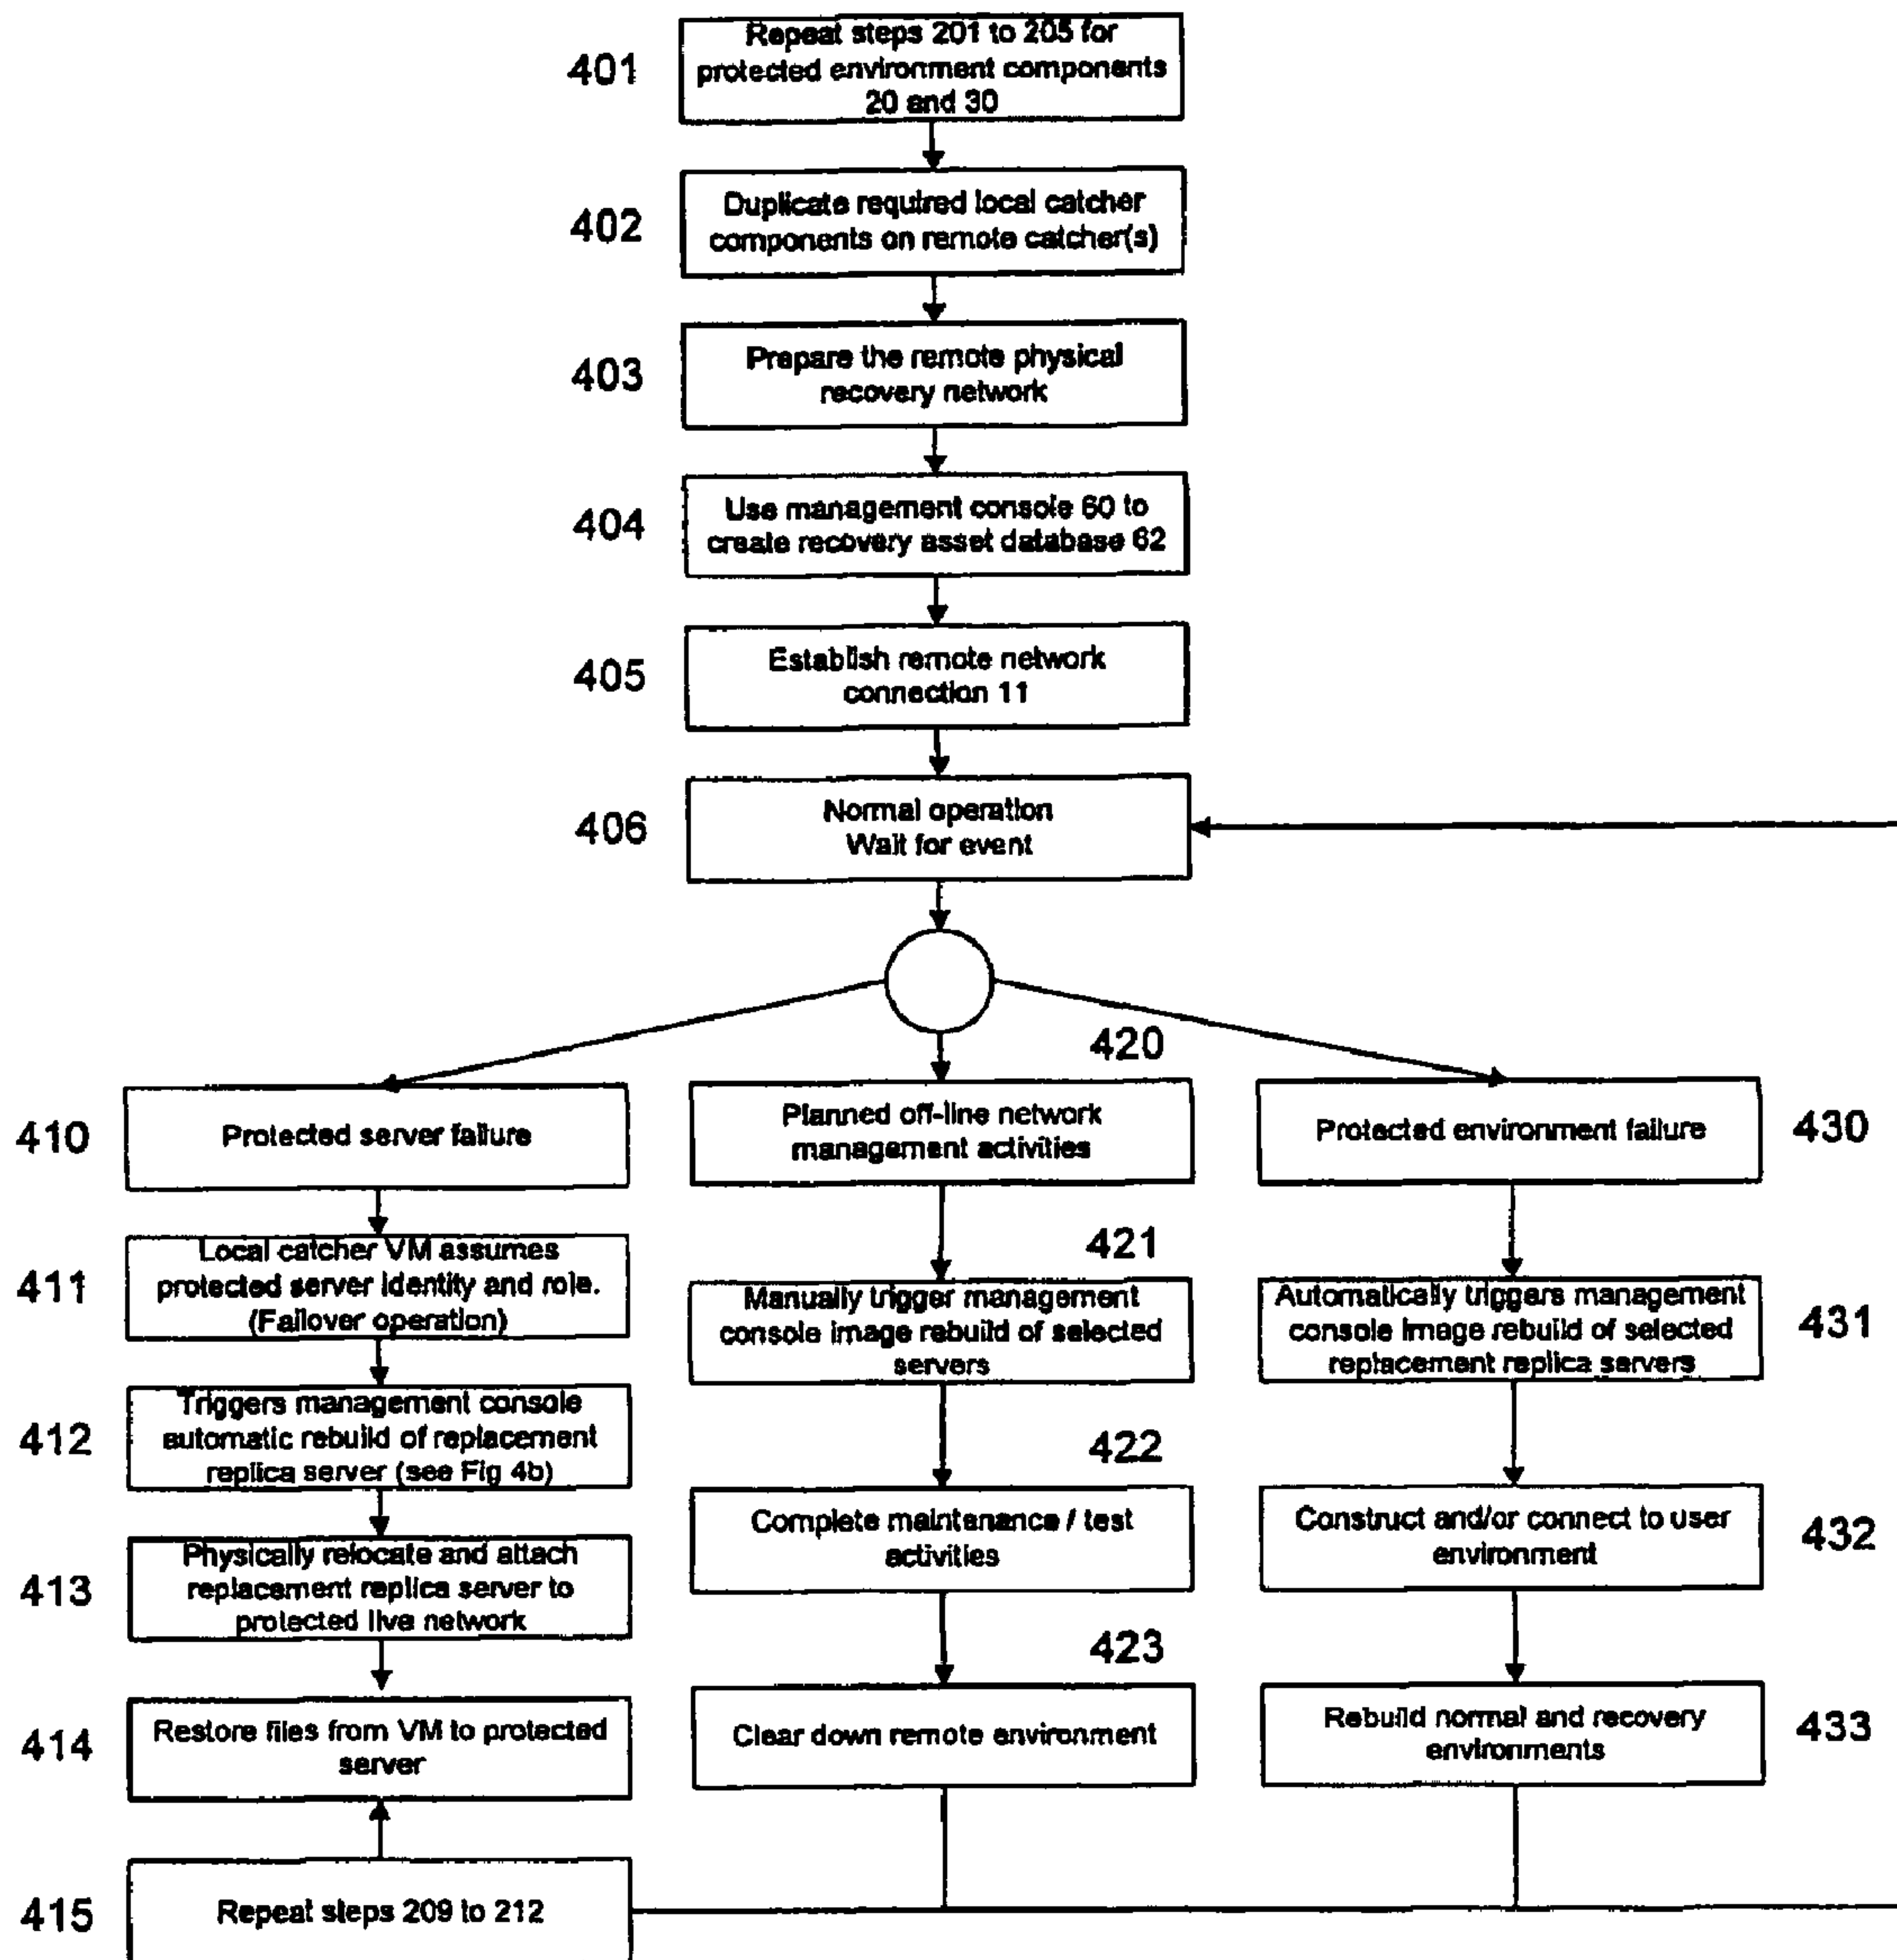 401
Repeat steps 201 to 205 for
protected environment components
20 and 30
402
Duplicate required local catcher
components on remote catcher(s)
403
Prepare the remote physical
recovery network
404
Use management console 60 to
create recovery asset database 62
405
Establish remote network
connection 11
406
Normal operation
Wait for event
410
Protected server failure
411
Local catcher VM assumes
protected server identity and role.
(Failover operation)
412
Triggers management console
automatic rebuild of replacement
replica server (see Fig 4b)
413
Physically relocate and attach
replacement replica server to
protected live network
414
Restore files from VM to protected
server
415
Repeat steps 209 to 212
420
Planned off-line network
management activities
421
Manually trigger management
console image rebuild of selected
servers
422
Complete maintenance / test
activities
423
Clear down remote environment
430
Protected environment failure
431
Automatically triggers management
console image rebuild of selected
replacement replica servers
432
Construct and/or connect to user
environment
433
Rebuild normal and recovery
environments